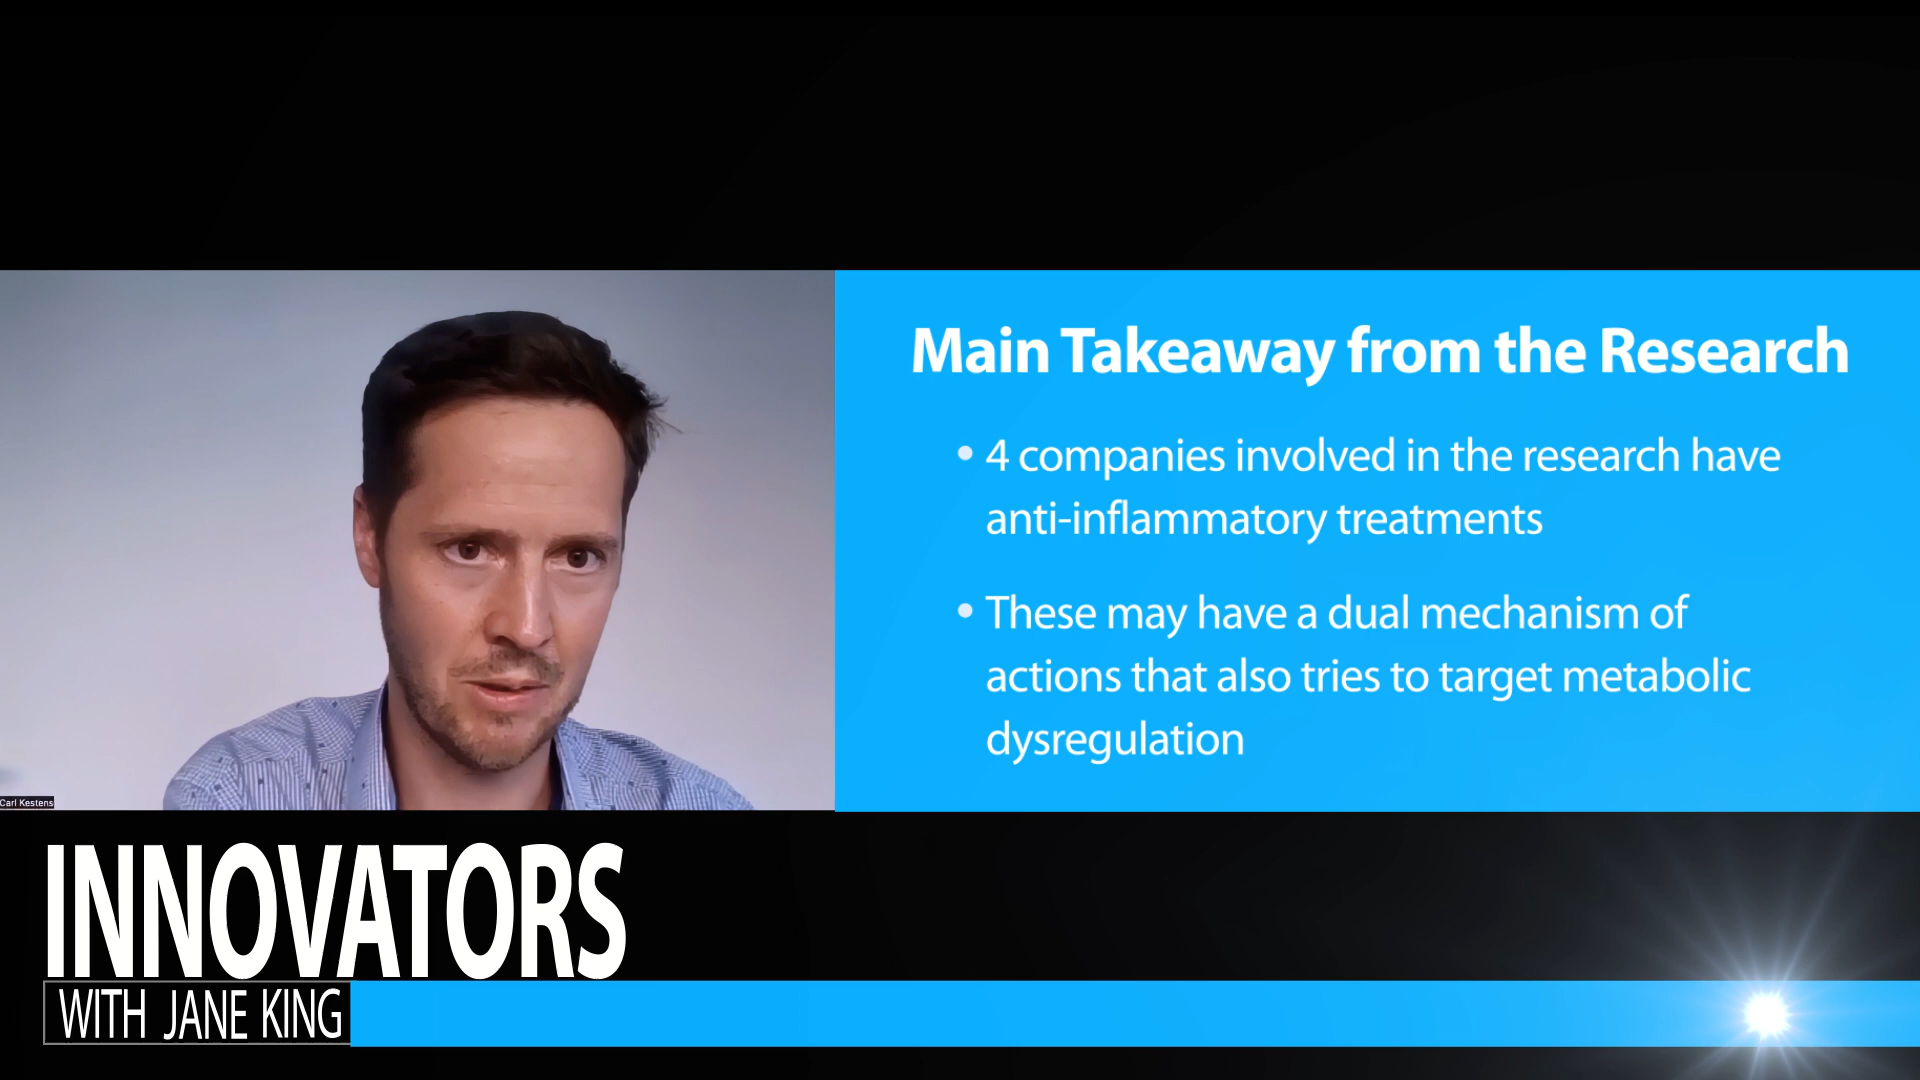 Main Takeaway from the Research
• 4 companies involved in the research have
anti-inflammatory treatments
• These may have a dual mechanism of
actions that also tries to target metabolic
dysregulation
Carl Kestens
INNOVATORS
WITH JANE KING